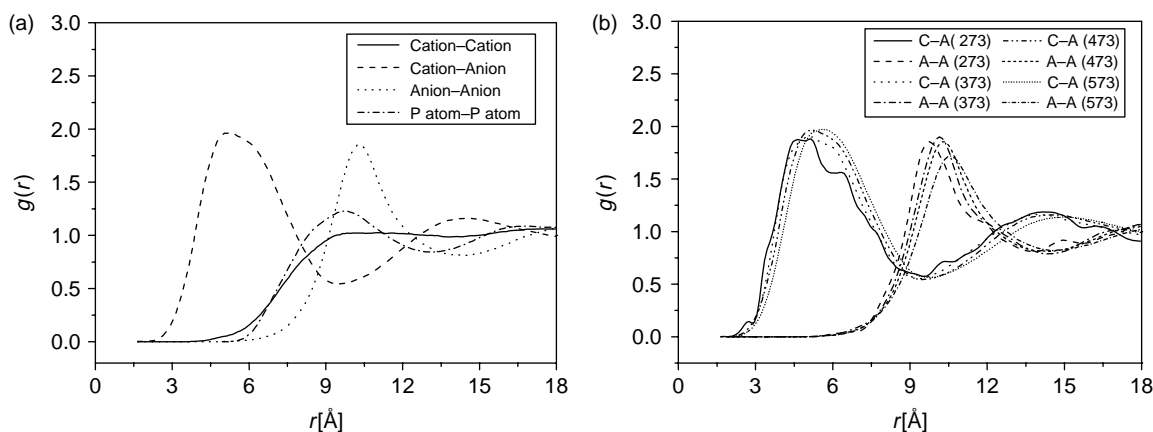 (a)
3.0
2.5
2.0
1.5
1.0
0.5
0.0
g(r)
0 3 6 9 12 15 18
r[Å]
Cation–Cation
Cation–Anion
Anion–Anion
P atom–P atom
(b)
3.0
2.5
2.0
1.5
1.0
0.5
0.0
g(r)
0 3 6 9 12 15 18
r[Å]
C–A( 273) C–A (473)
A–A (273) A–A (473)
C–A (373) C–A (573)
A–A (373) A–A (573)